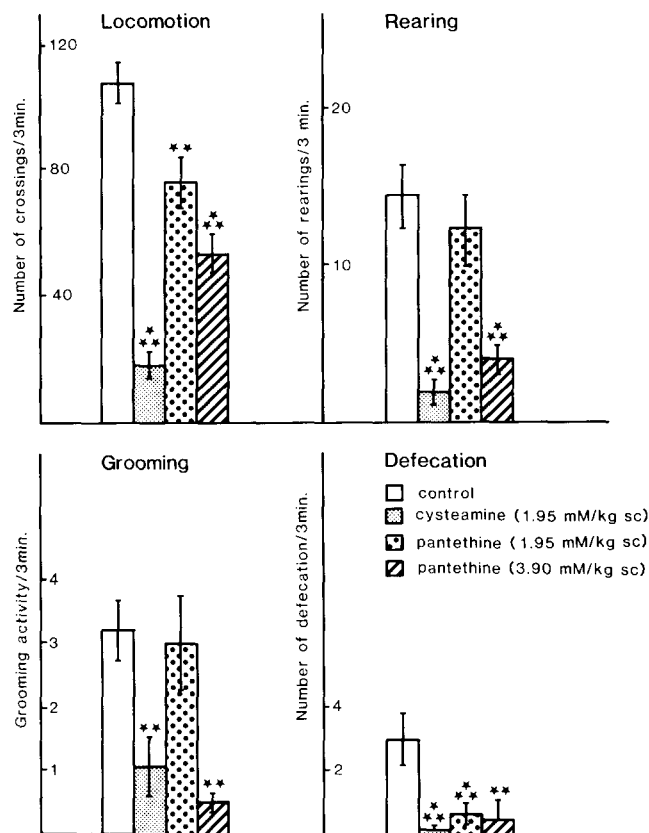 Locomotion
Number of crossings/3min.
120
80
40
Rearing
Number of rearings/3 min.
20
10
Grooming
Grooming activity/3min.
4
3
2
1
Defecation
Number of defecation/3min.
4
2
control
cysteamine (1.95 mM/kg sc)
pantethine (1.95 mM/kg sc)
pantethine (3.90 mM/kg sc)